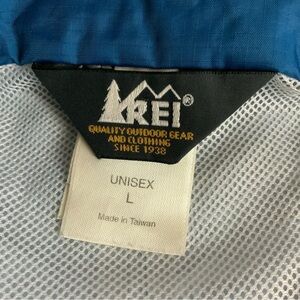 REI®
QUALITY OUTDOOR GEAR
AND CLOTHING
SINCE 1938
UNISEX
L
Made in Taiwan